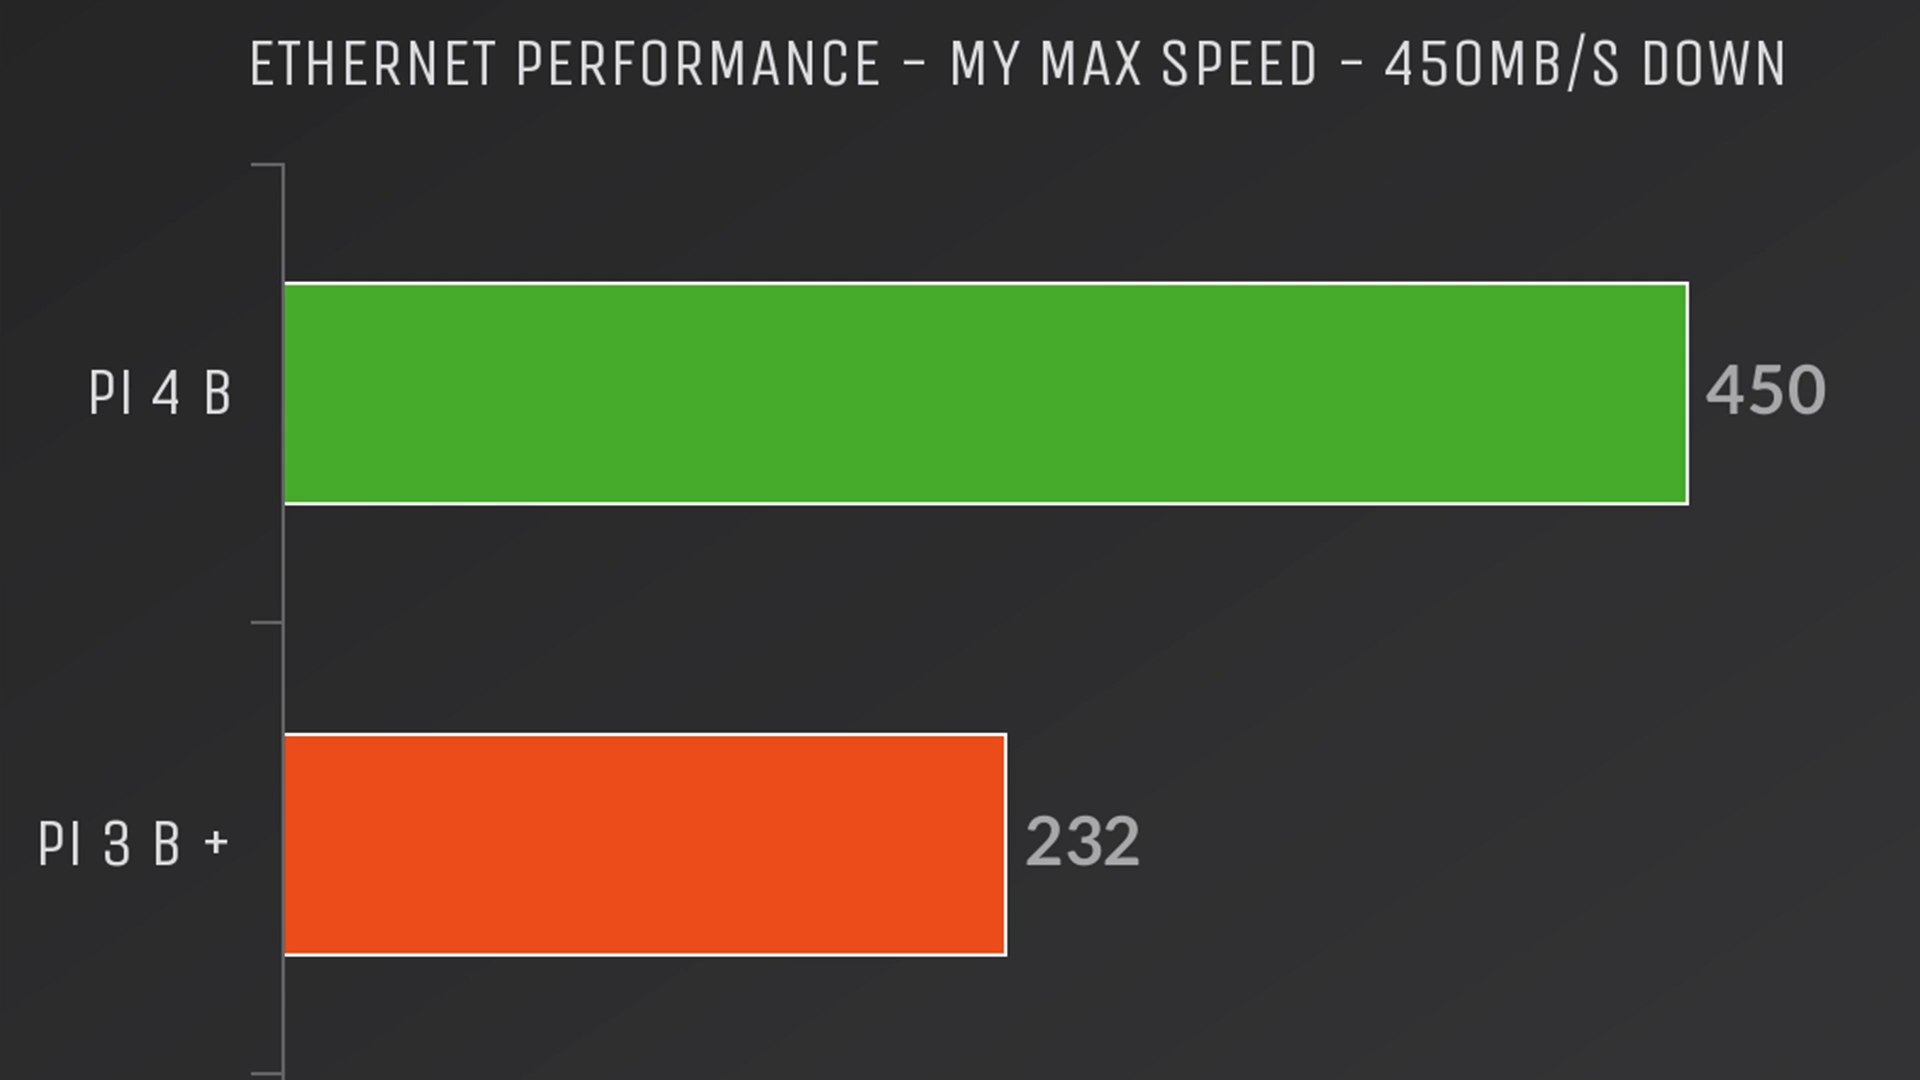 ETHERNET PERFORMANCE - MY MAX SPEED - 450MB/S DOWN
PI 4 B
450
PI 3 B +
232